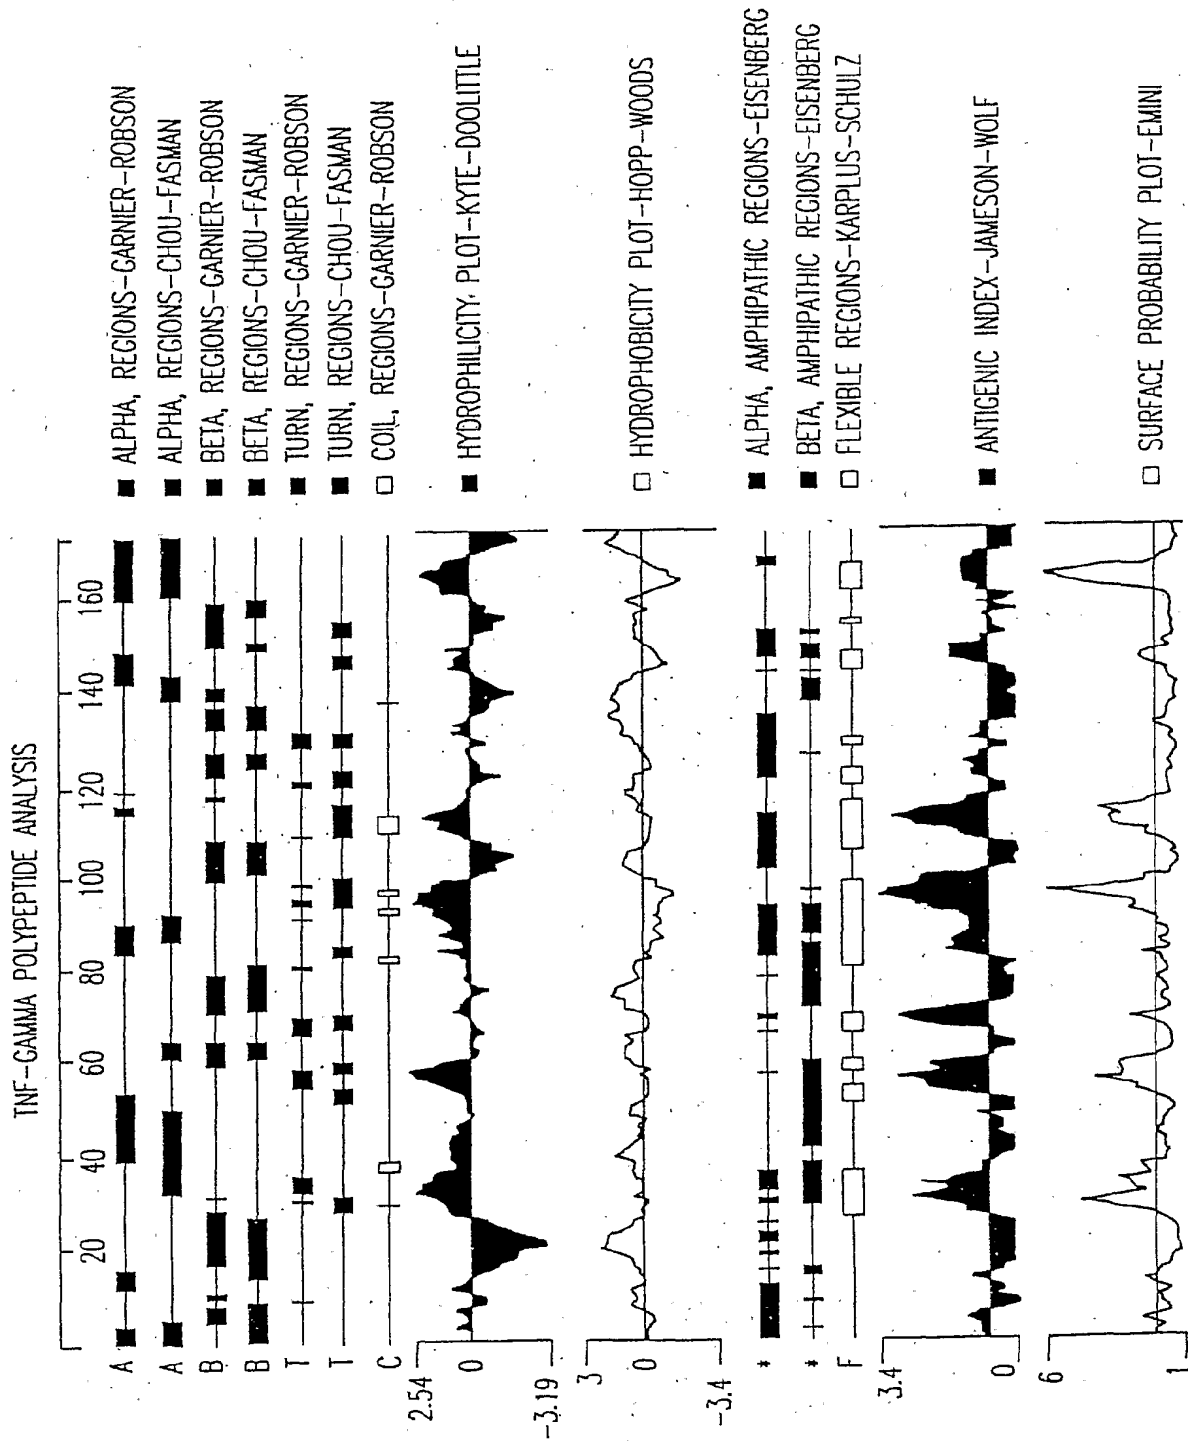 TNF-GAMMA POLYPEPTIDE ANALYSIS
20 40 60 80 100 120 140 160
A ALPHA, REGIONS-GARNIER-ROBSON
A ALPHA, REGIONS-CHOU-FASMAN
B BETA, REGIONS-GARNIER-ROBSON
B BETA, REGIONS-CHOU-FASMAN
T TURN, REGIONS-GARNIER-ROBSON
T TURN, REGIONS-CHOU-FASMAN
C COIL, REGIONS-GARNIER-ROBSON
2.54
0 HYDROPHILICITY PLOT-KYTE-DOOLITTLE
-3.19
3
0 HYDROPHOBICITY PLOT-HOPP-WOODS
-3.4
* ALPHA, AMPHIPATHIC REGIONS-EISENBERG
* BETA, AMPHIPATHIC REGIONS-EISENBERG
F FLEXIBLE REGIONS-KARPLUS-SCHULZ
3.4
0 ANTIGENIC INDEX-JAMESON-WOLF
6
1 SURFACE PROBABILITY PLOT-EMINI